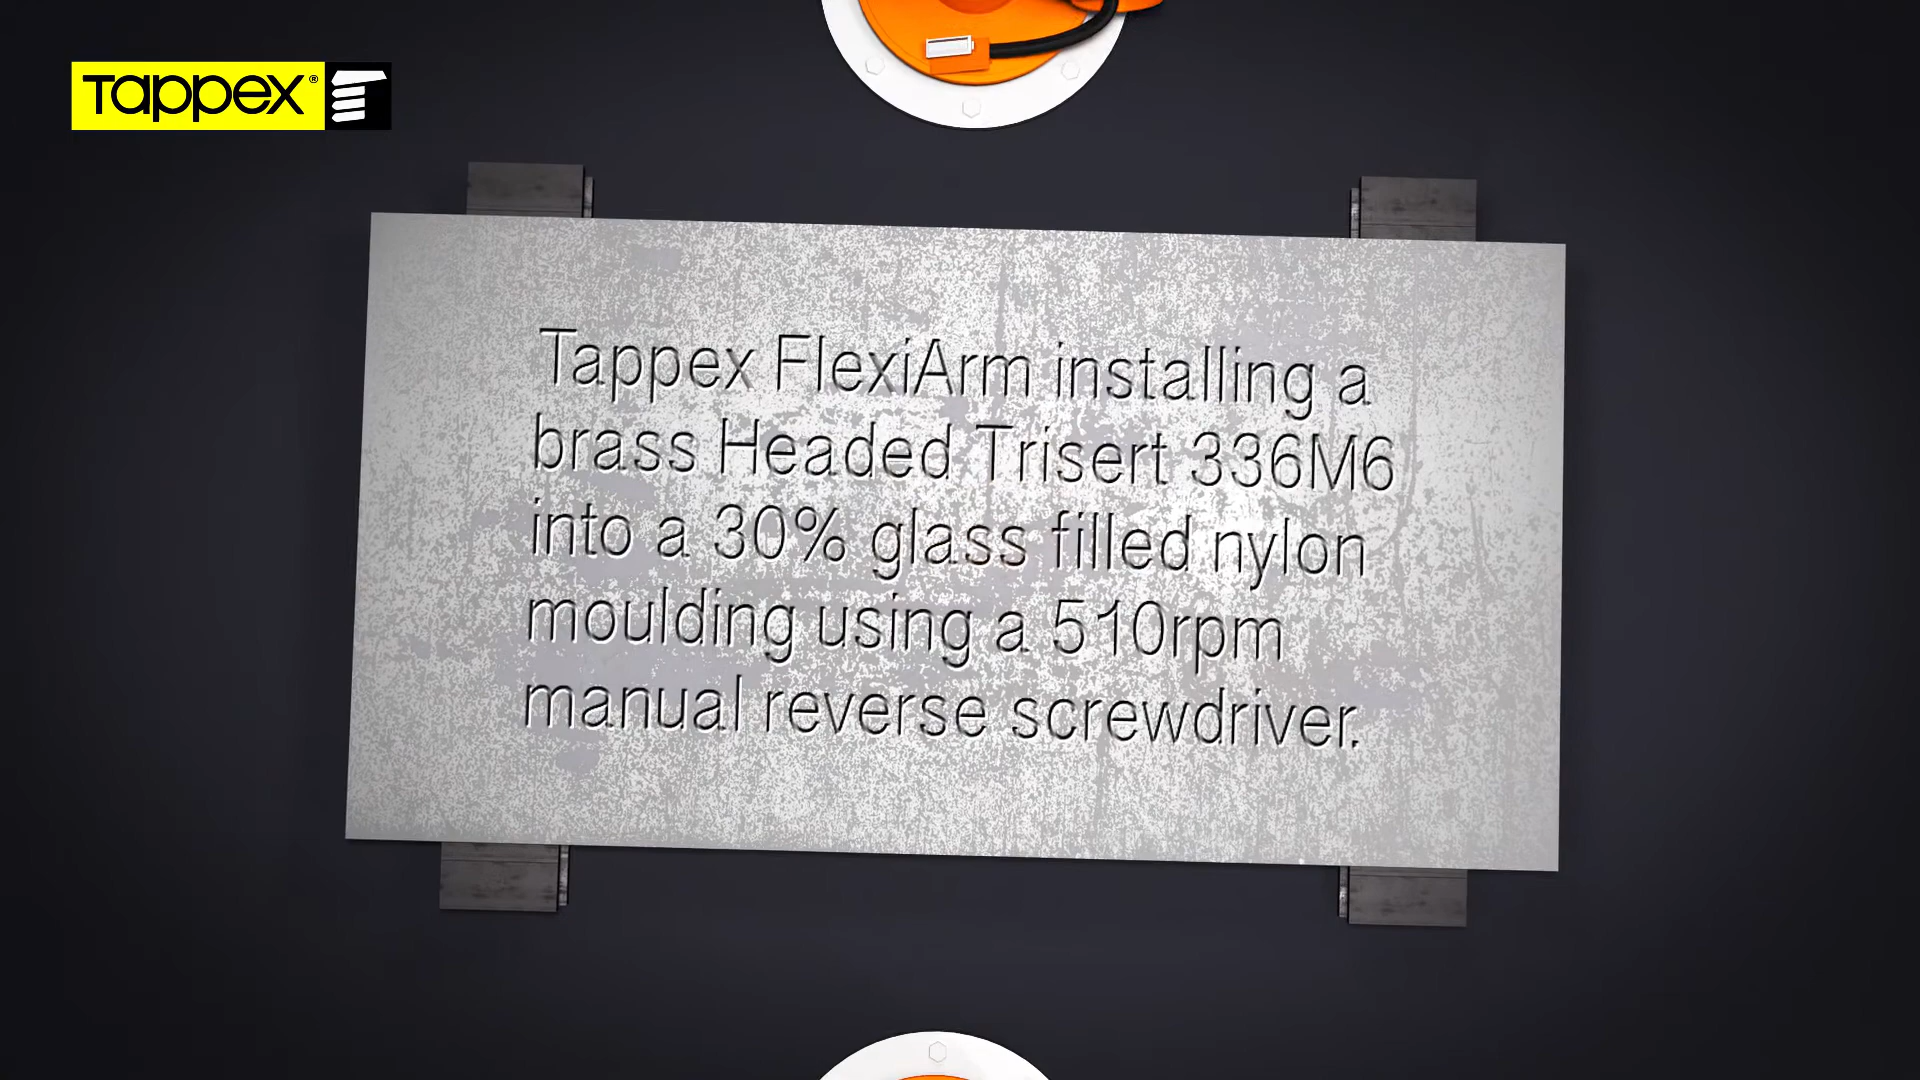 Tappex®
Tappex FlexiArm installing a
brass Headed Trisert 336M6
into a 30% glass filled nylon
moulding using a 510rpm
manual reverse screwdriver.